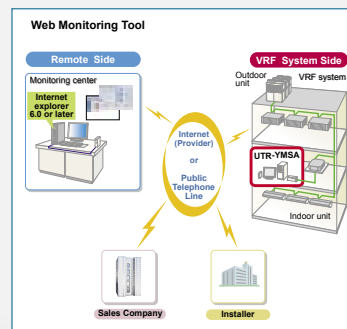 Web Monitoring Tool
Remote Side
Monitoring center
Internet
explorer
6.0 or later
VRF System Side
Outdoor
unit
VRF system
UTR-YMSA
Indoor unit
Internet
(Provider)
or
Public
Telephone
Line
Sales Company
Installer